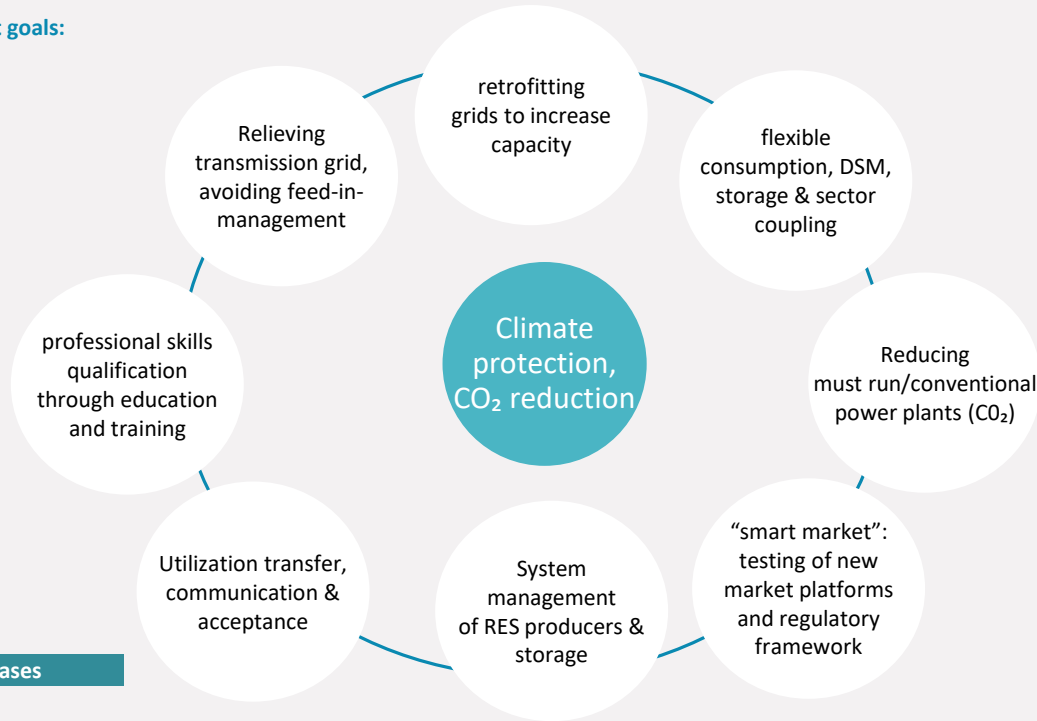 t goals:
retrofitting
grids to increase
capacity
Relieving
transmission grid,
avoiding feed-in-
management
flexible
consumption, DSM,
storage & sector
coupling
professional skills
qualification
through education
and training
Climate
protection,
CO₂ reduction
Reducing
must run/conventional
power plants (C0₂)
Utilization transfer,
communication &
acceptance
System
management
of RES producers &
storage
“smart market”:
testing of new
market platforms
and regulatory
framework
ases